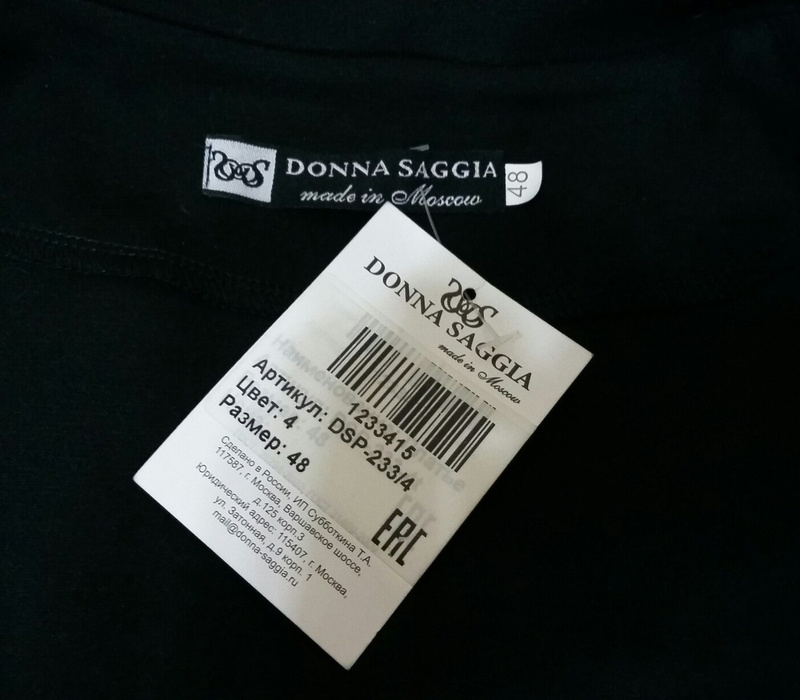 DONNA SAGGIA
made in Moscow
48
DONNA SAGGIA
made in Moscow
1233415
Артикул: DSP-233/4
Цвет: 4
Размер: 48
Сделано в России, ИП Субботкина Т.А.
117587, г. Москва, Варшавское шоссе,
д.125 корп.3
Юридический адрес: 115407, г. Москва,
ул. Затонная, д.9 корп. 1
mail@donna-saggia.ru
EAC